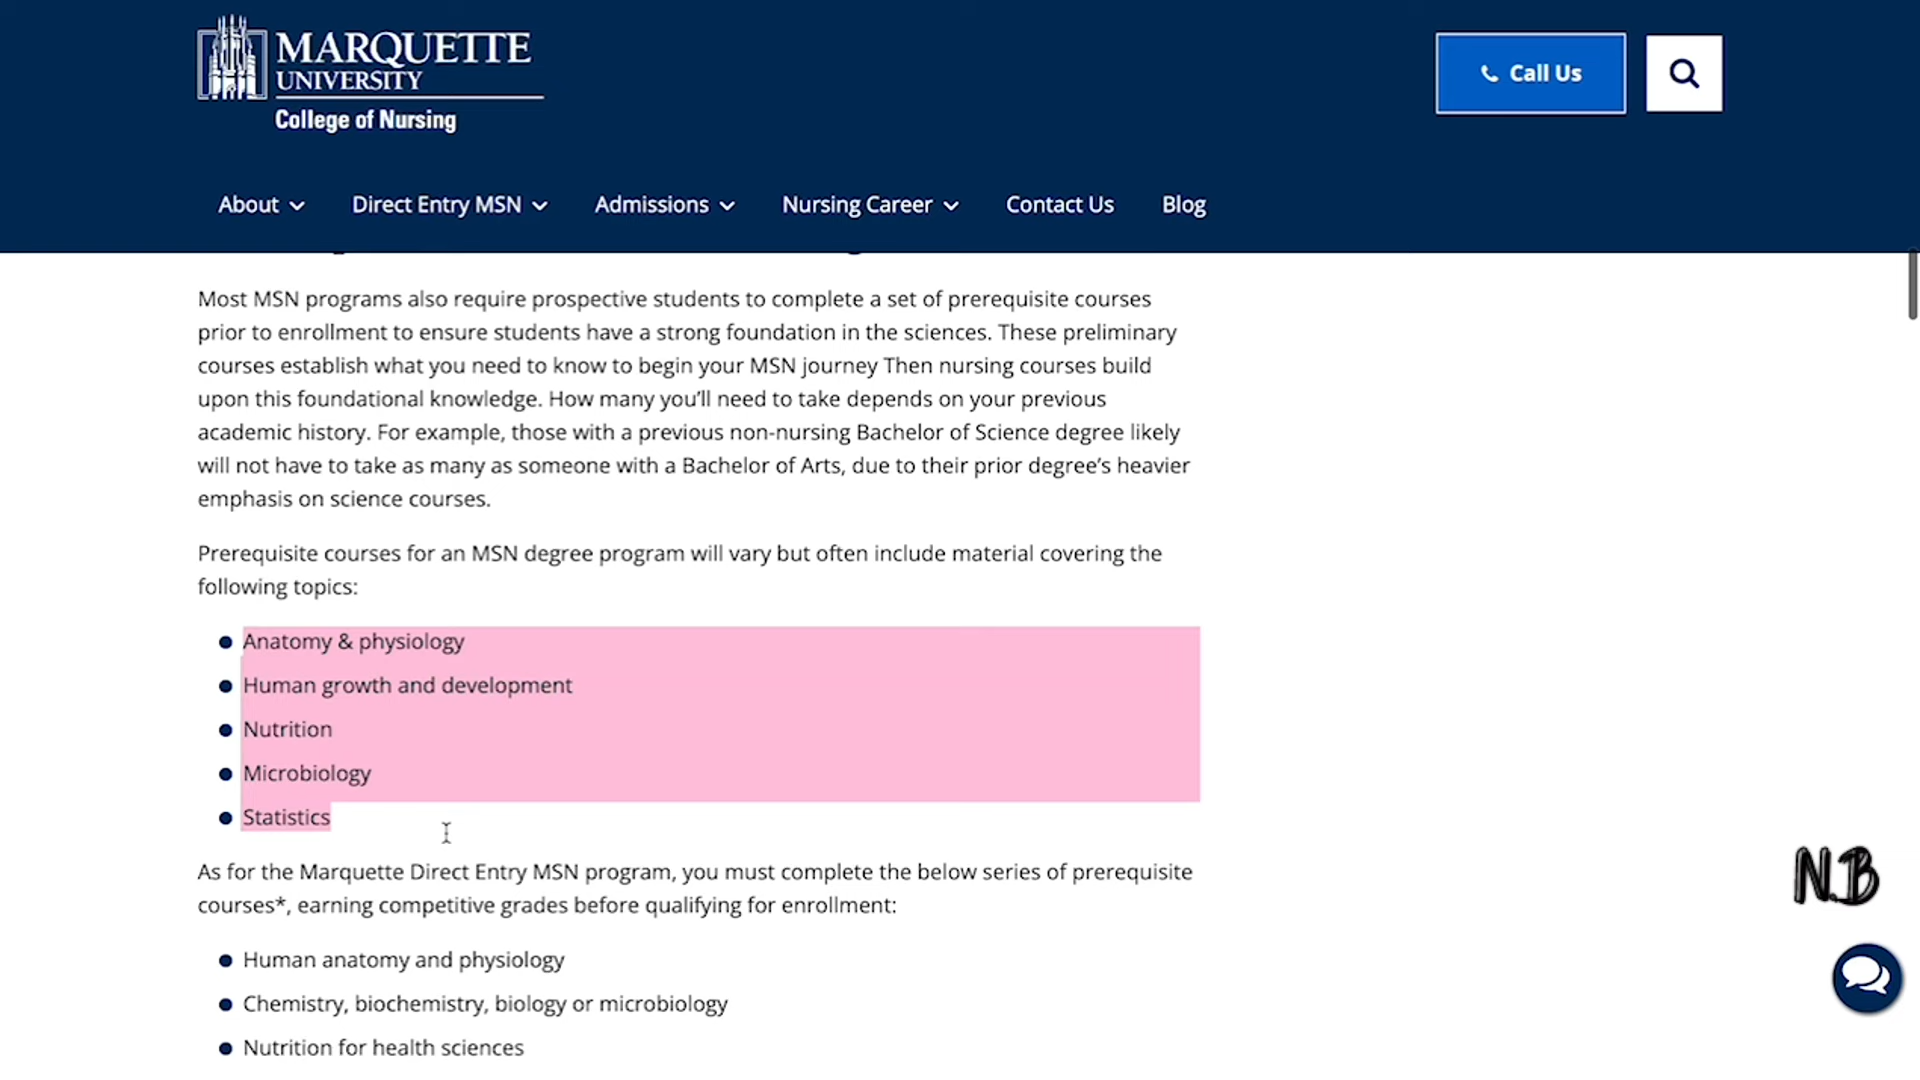 MARQUETTE
UNIVERSITY
College of Nursing
Call Us
About
Direct Entry MSN
Admissions
Nursing Career
Contact Us
Blog
Most MSN programs also require prospective students to complete a set of prerequisite courses
prior to enrollment to ensure students have a strong foundation in the sciences. These preliminary
courses establish what you need to know to begin your MSN journey Then nursing courses build
upon this foundational knowledge. How many you’ll need to take depends on your previous
academic history. For example, those with a previous non-nursing Bachelor of Science degree likely
will not have to take as many as someone with a Bachelor of Arts, due to their prior degree’s heavier
emphasis on science courses.
Prerequisite courses for an MSN degree program will vary but often include material covering the
following topics:
Anatomy & physiology
Human growth and development
Nutrition
Microbiology
Statistics
As for the Marquette Direct Entry MSN program, you must complete the below series of prerequisite
courses*, earning competitive grades before qualifying for enrollment:
Human anatomy and physiology
Chemistry, biochemistry, biology or microbiology
Nutrition for health sciences
N.B